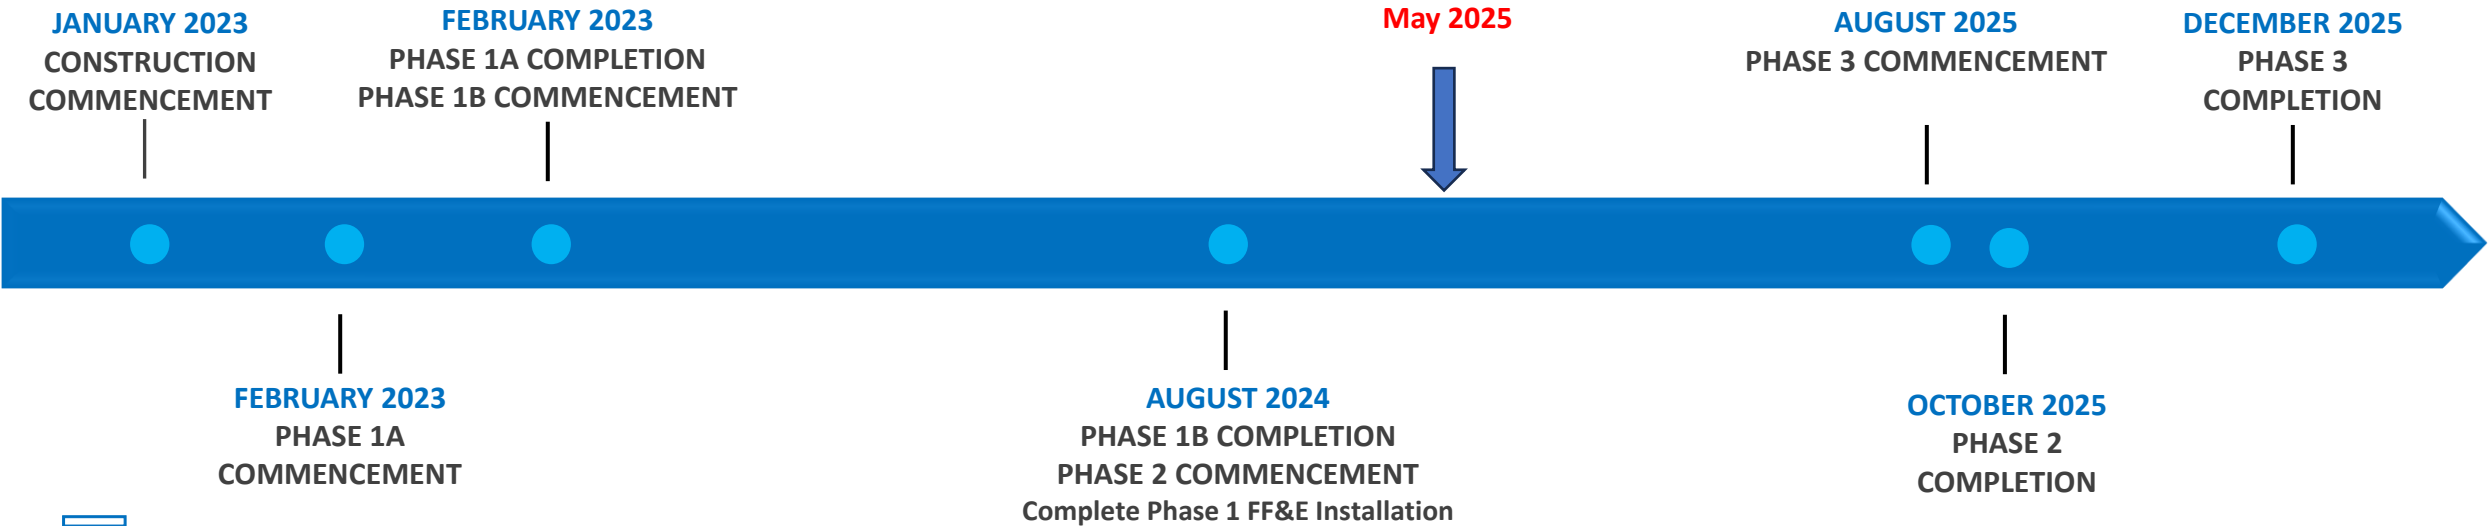 JANUARY 2023
CONSTRUCTION
COMMENCEMENT
FEBRUARY 2023
PHASE 1A COMPLETION
PHASE 1B COMMENCEMENT
May 2025
AUGUST 2025
PHASE 3 COMMENCEMENT
DECEMBER 2025
PHASE 3
COMPLETION
FEBRUARY 2023
PHASE 1A
COMMENCEMENT
AUGUST 2024
PHASE 1B COMPLETION
PHASE 2 COMMENCEMENT
Complete Phase 1 FF&E Installation
OCTOBER 2025
PHASE 2
COMPLETION